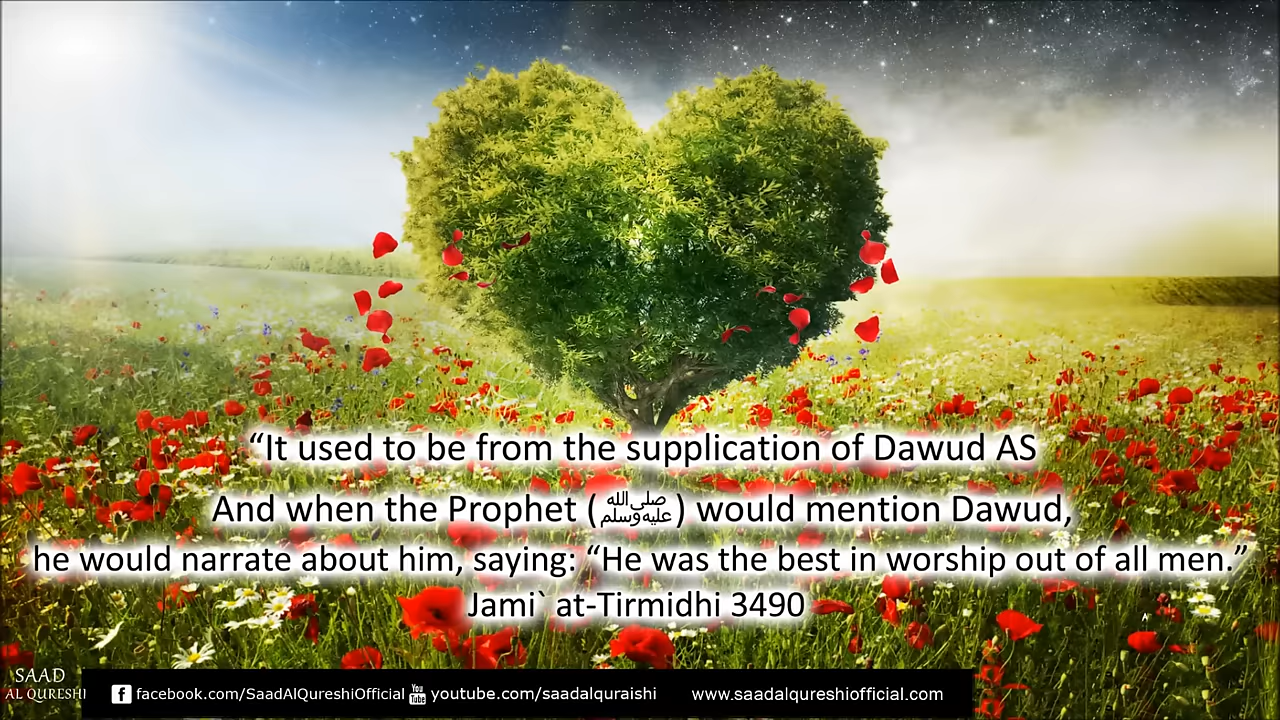 “It used to be from the supplication of Dawud AS
And when the Prophet (ﷺ) would mention Dawud,
he would narrate about him, saying: “He was the best in worship out of all men.”
Jami` at-Tirmidhi 3490
SAAD
AL QURESHI
facebook.com/SaadAlQureshiOfficial You Tube youtube.com/saadalquraishi www.saadalqureshiofficial.com